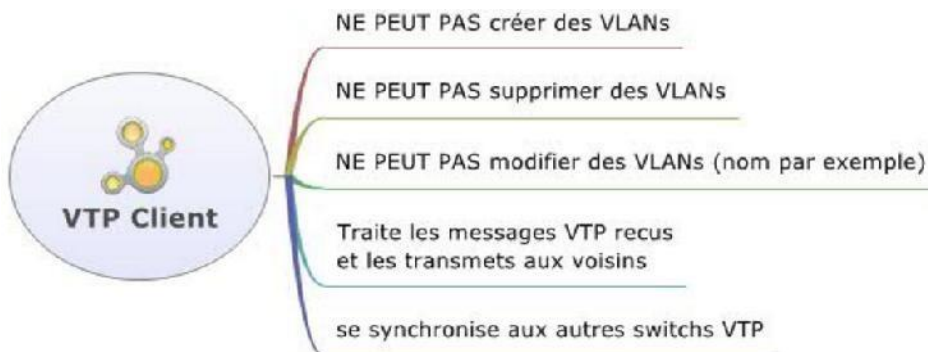 NE PEUT PAS créer des VLANs
NE PEUT PAS supprimer des VLANs
NE PEUT PAS modifier des VLANs (nom par exemple)
VTP Client
Traite les messages VTP recus
et les transmets aux voisins
se synchronise aux autres switchs VTP